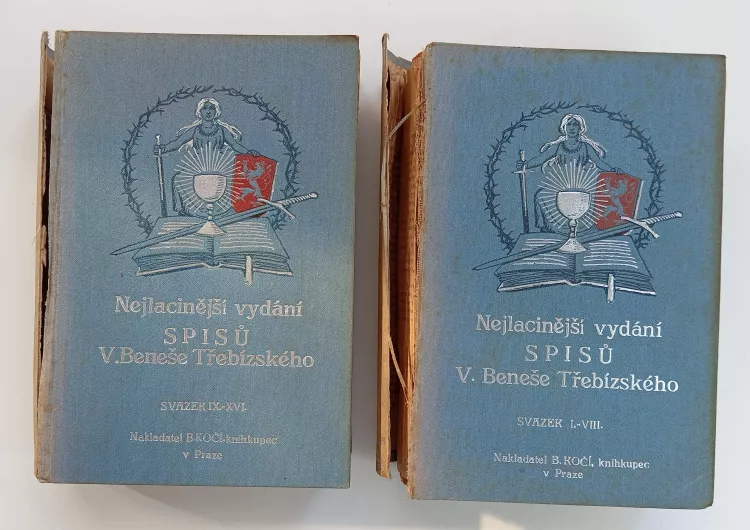 Nejlacinější vydání
SPISŮ
V. Beneše Třebízského
SVAZEK IX.-XVI.
Nakladatel B. KOČÍ, knihkupec
v Praze
Nejlacinější vydání
SPISŮ
V. Beneše Třebízského
SVAZEK I.-VIII.
Nakladatel B. KOČÍ, knihkupec
v Praze